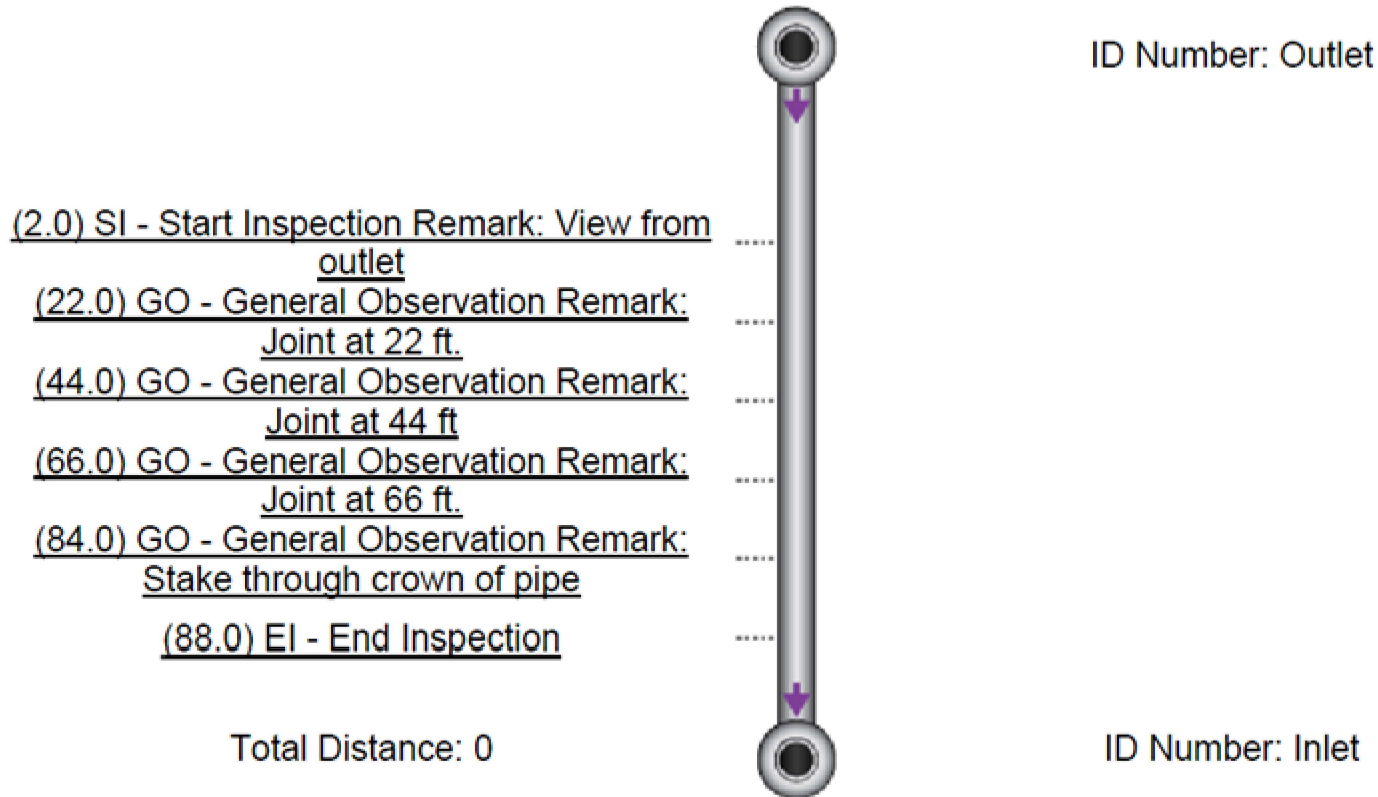 ID Number: Outlet
(2.0) SI - Start Inspection Remark: View from
outlet
(22.0) GO - General Observation Remark:
Joint at 22 ft.
(44.0) GO - General Observation Remark:
Joint at 44 ft
(66.0) GO - General Observation Remark:
Joint at 66 ft.
(84.0) GO - General Observation Remark:
Stake through crown of pipe
(88.0) EI - End Inspection
Total Distance: 0
ID Number: Inlet